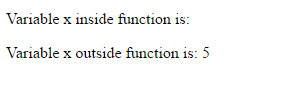 Variable x inside function is:
Variable x outside function is: 5